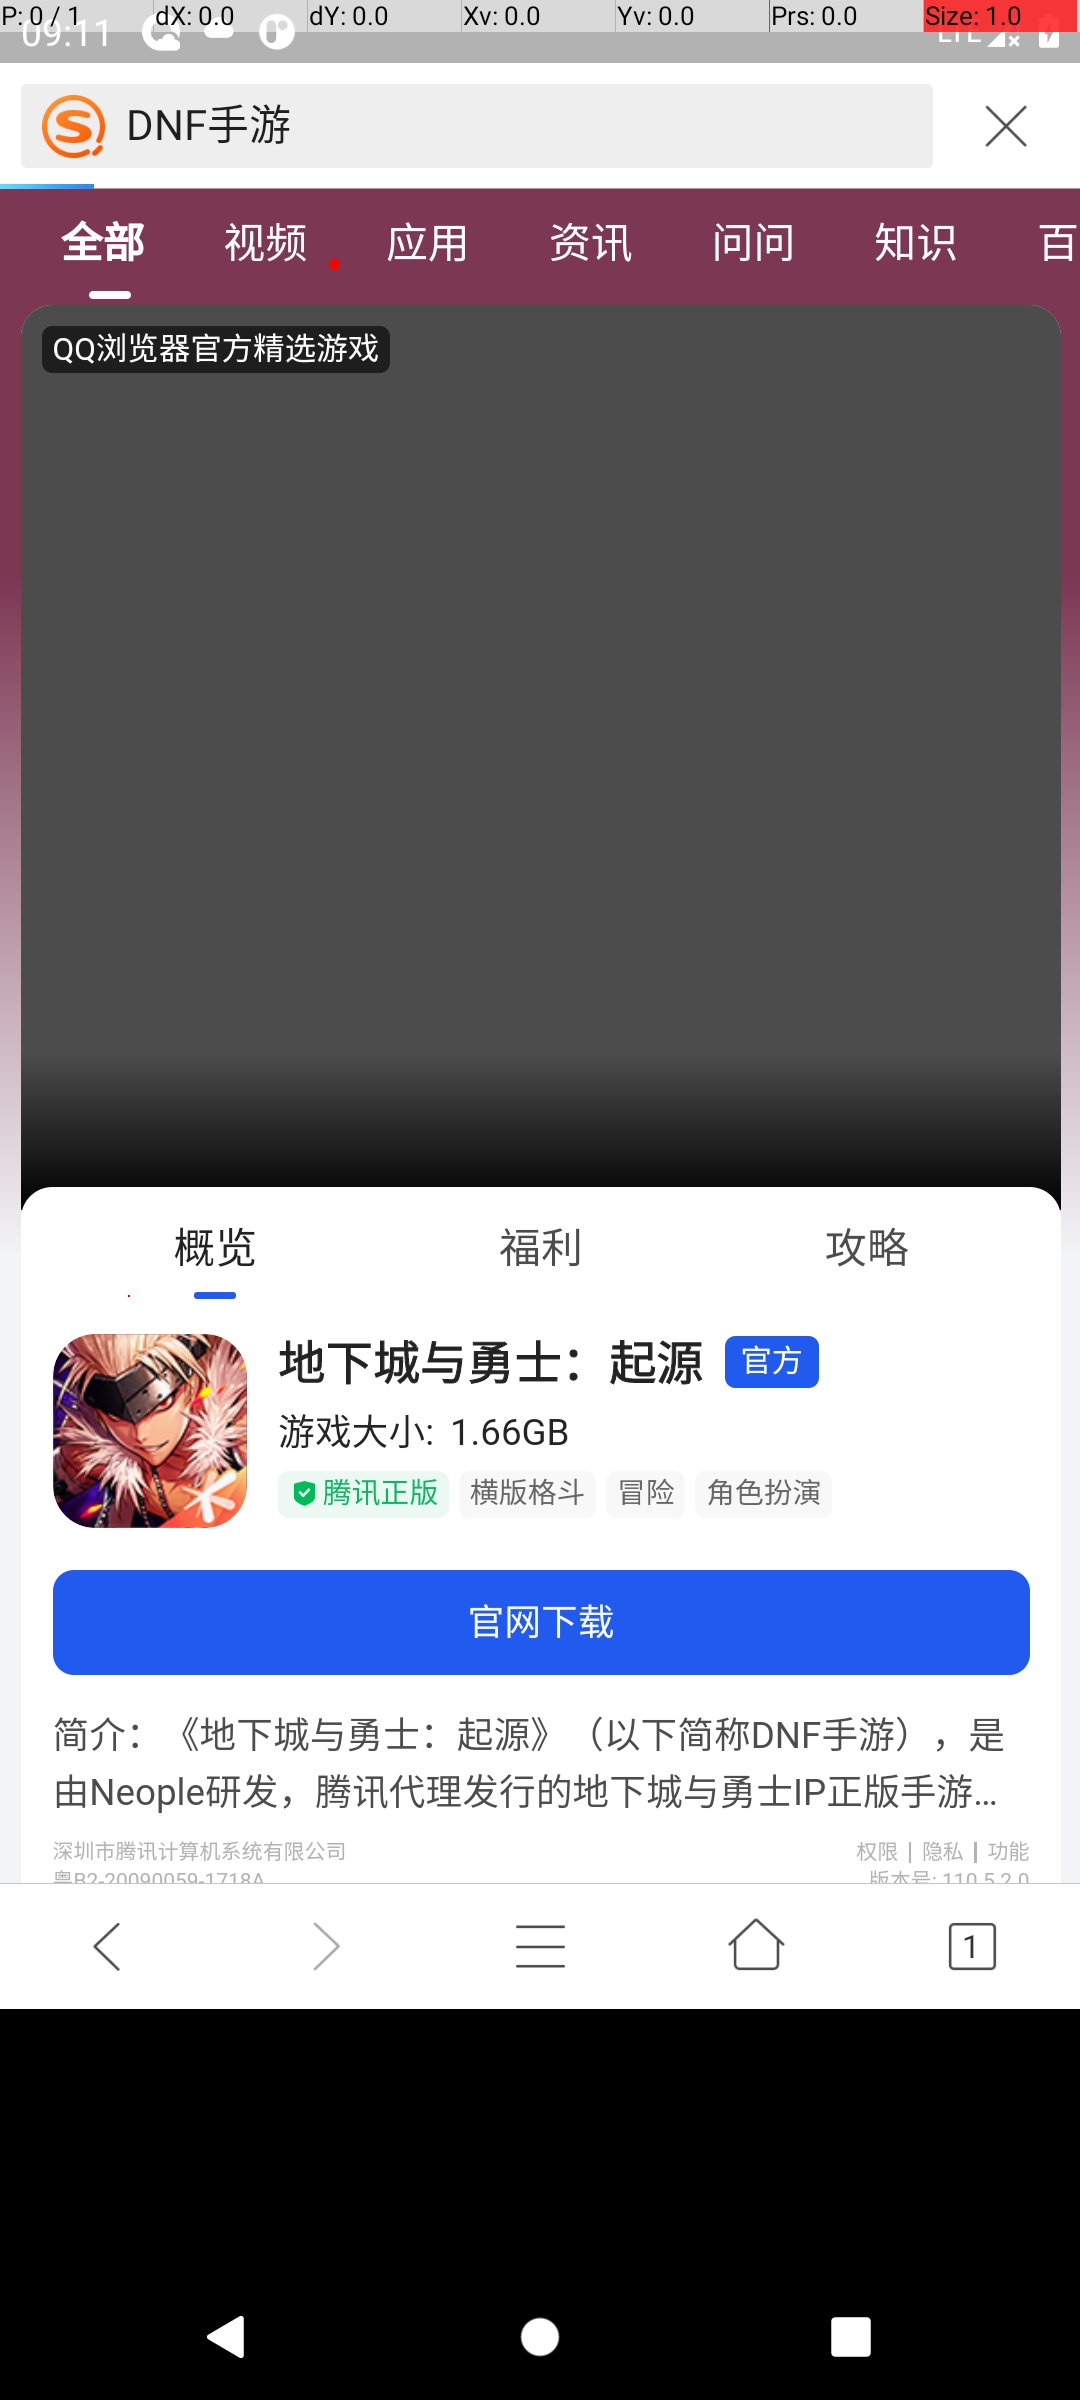 P: 0 / 1 dX: 0.0 dY: 0.0 Xv: 0.0 Yv: 0.0 Prs: 0.0 Size: 1.0
09:11 LTE
DNF手游
全部 视频 应用 资讯 问问 知识 百
QQ浏览器官方精选游戏
概览 福利 攻略
地下城与勇士：起源 官方
游戏大小: 1.66GB
腾讯正版 横版格斗 冒险 角色扮演
官网下载
简介：《地下城与勇士：起源》（以下简称DNF手游），是
由Neople研发，腾讯代理发行的地下城与勇士IP正版手游...
深圳市腾讯计算机系统有限公司 权限 | 隐私 | 功能
粤B2-20090059-1718A 版本号: 110.5.2.0
1